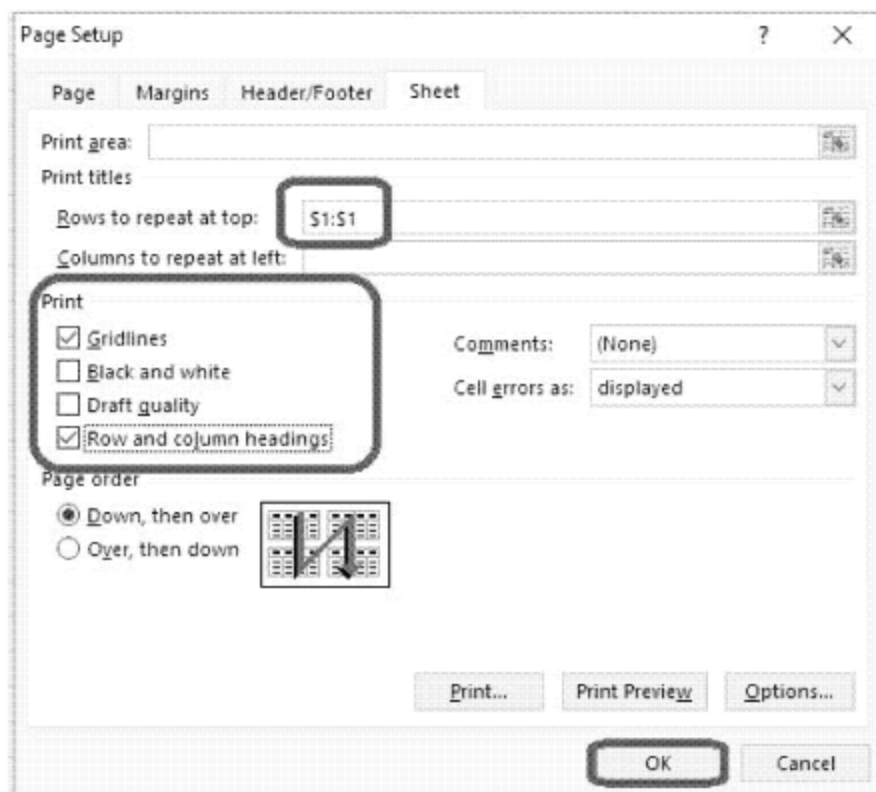 Page Setup ? X
Page Margins Header/Footer Sheet
Print area:
Print titles
Rows to repeat at top: $1:$1
Columns to repeat at left:
Print
Gridlines
Comments: (None)
Black and white
Cell errors as: displayed
Draft quality
Row and column headings
Page order
Down, then over
Over, then down
Print... Print Preview Options...
OK Cancel